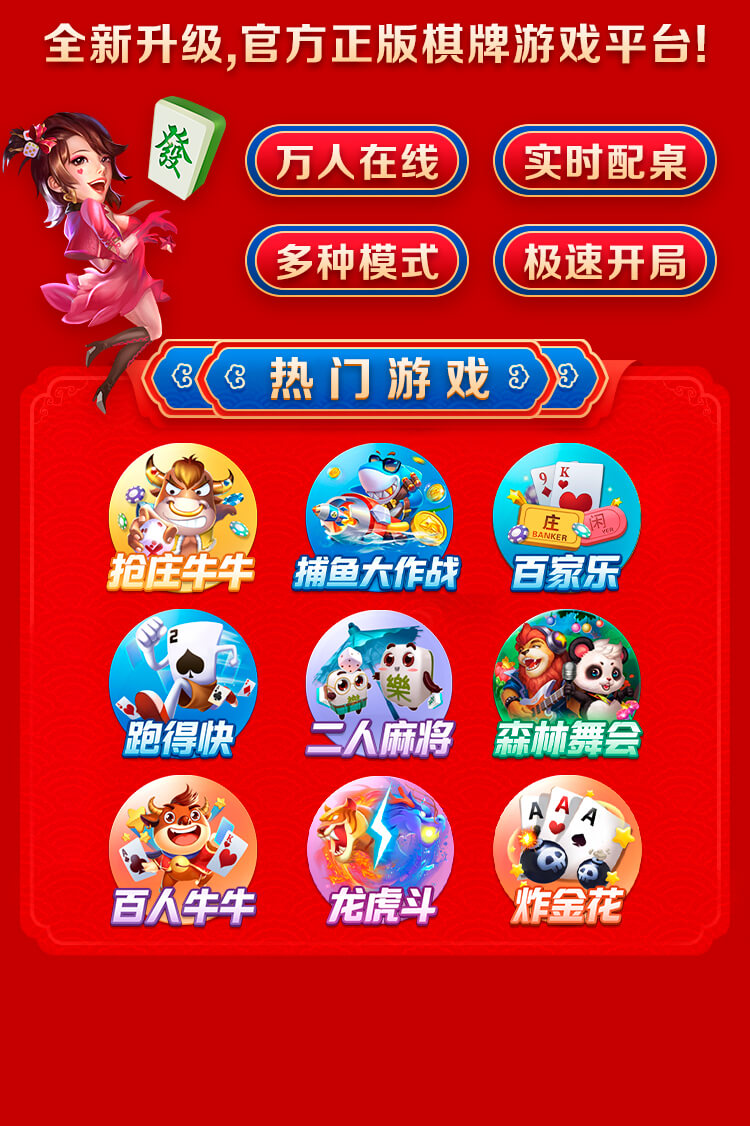 全新升级,官方正版棋牌游戏平台!
發
万人在线 实时配桌
多种模式 极速开局
热门游戏
9 K
庄 闲
BANKER
抢庄牛牛 捕鱼大作战 百家乐
2
樂
樂
跑得快 二人麻将 森林舞会
A K A A A
百人牛牛 龙虎斗 炸金花